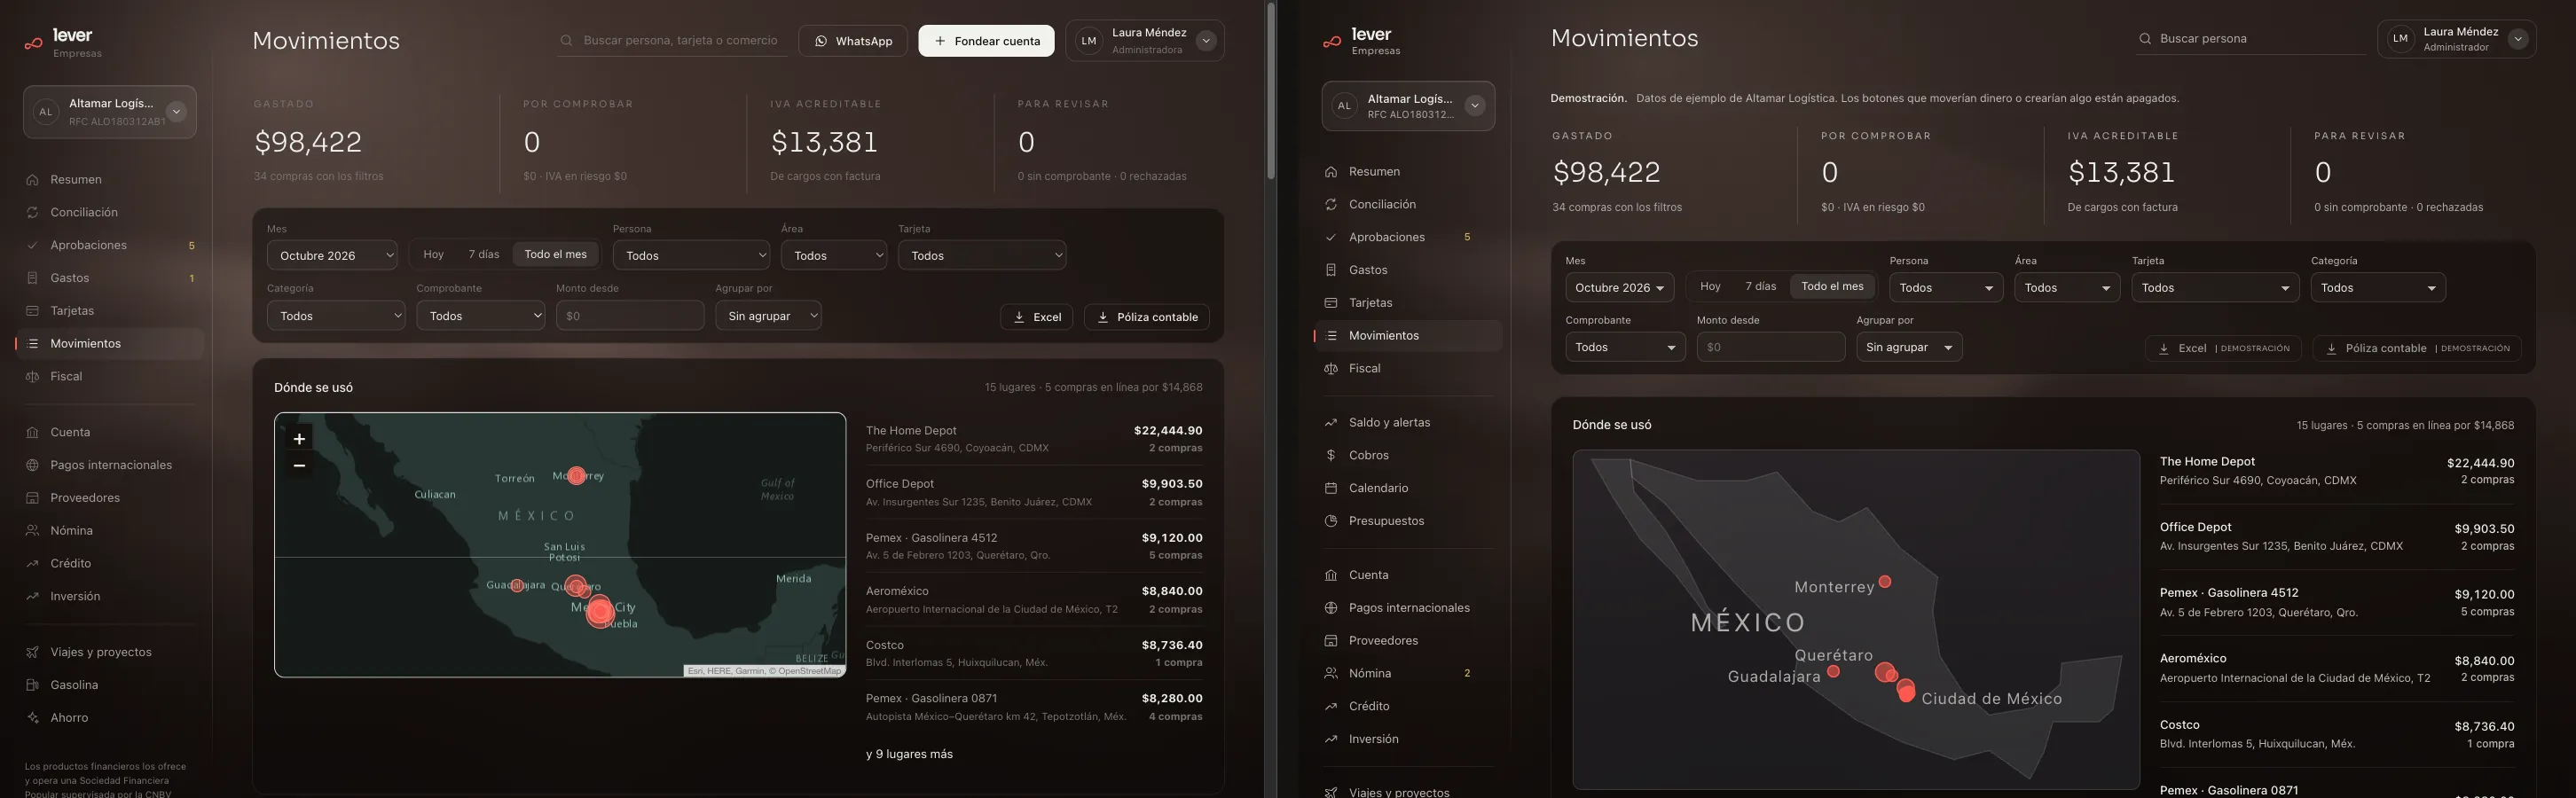 lever
Empresas
AL
Altamar Logís...
RFC ALO180312AB1
Resumen
Conciliación
Aprobaciones 5
Gastos 1
Tarjetas
Movimientos
Fiscal
Cuenta
Pagos internacionales
Proveedores
Nómina
Crédito
Inversión
Viajes y proyectos
Gasolina
Ahorro
Los productos financieros los ofrece
y opera una Sociedad Financiera
Popular supervisada por la CNBV
Movimientos
Buscar persona, tarjeta o comercio
WhatsApp
+ Fondear cuenta
LM
Laura Méndez
Administradora
GASTADO
$98,422
34 compras con los filtros
POR COMPROBAR
0
$0 · IVA en riesgo $0
IVA ACREDITABLE
$13,381
De cargos con factura
PARA REVISAR
0
0 sin comprobante · 0 rechazadas
Mes
Octubre 2026
Hoy
7 días
Todo el mes
Persona
Todos
Área
Todos
Tarjeta
Todos
Categoría
Todos
Comprobante
Todos
Monto desde
$0
Agrupar por
Sin agrupar
Excel
Póliza contable
Dónde se usó
15 lugares · 5 compras en línea por $14,868
+
−
Torreón
Culiacan
Gulf of
Mexico
MÉXICO
San Luis
Potosi
Guadalajara
Merida
Puebla
BELIZE
Esri, HERE, Garmin, © OpenStreetMap
The Home Depot $22,444.90
Periférico Sur 4690, Coyoacán, CDMX 2 compras
Office Depot $9,903.50
Av. Insurgentes Sur 1235, Benito Juárez, CDMX 2 compras
Pemex · Gasolinera 4512 $9,120.00
Av. 5 de Febrero 1203, Querétaro, Qro. 5 compras
Aeroméxico $8,840.00
Aeropuerto Internacional de la Ciudad de México, T2 2 compras
Costco $8,736.40
Blvd. Interlomas 5, Huixquilucan, Méx. 1 compra
Pemex · Gasolinera 0871 $8,280.00
Autopista México–Querétaro km 42, Tepotzotlán, Méx. 4 compras
y 9 lugares más
lever
Empresas
AL
Altamar Logís...
RFC ALO180312...
Resumen
Conciliación
Aprobaciones 5
Gastos
Tarjetas
Movimientos
Fiscal
Saldo y alertas
Cobros
Calendario
Presupuestos
Cuenta
Pagos internacionales
Proveedores
Nómina 2
Crédito
Inversión
Viajes y proyectos
Movimientos
Buscar persona
LM
Laura Méndez
Administrador
Demostración. Datos de ejemplo de Altamar Logística. Los botones que moverían dinero o crearían algo están apagados.
GASTADO
$98,422
34 compras con los filtros
POR COMPROBAR
0
$0 · IVA en riesgo $0
IVA ACREDITABLE
$13,381
De cargos con factura
PARA REVISAR
0
0 sin comprobante · 0 rechazadas
Mes
Octubre 2026
Hoy
7 días
Todo el mes
Persona
Todos
Área
Todos
Tarjeta
Todos
Categoría
Todos
Comprobante
Todos
Monto desde
$0
Agrupar por
Sin agrupar
Excel | DEMOSTRACIÓN
Póliza contable | DEMOSTRACIÓN
Dónde se usó
15 lugares · 5 compras en línea por $14,868
Monterrey
MÉXICO
Querétaro
Guadalajara
Ciudad de México
The Home Depot $22,444.90
Periférico Sur 4690, Coyoacán, CDMX 2 compras
Office Depot $9,903.50
Av. Insurgentes Sur 1235, Benito Juárez, CDMX 2 compras
Pemex · Gasolinera 4512 $9,120.00
Av. 5 de Febrero 1203, Querétaro, Qro. 5 compras
Aeroméxico $8,840.00
Aeropuerto Internacional de la Ciudad de México, T2 2 compras
Costco $8,736.40
Blvd. Interlomas 5, Huixquilucan, Méx. 1 compra
Pemex · Gasolinera 0871